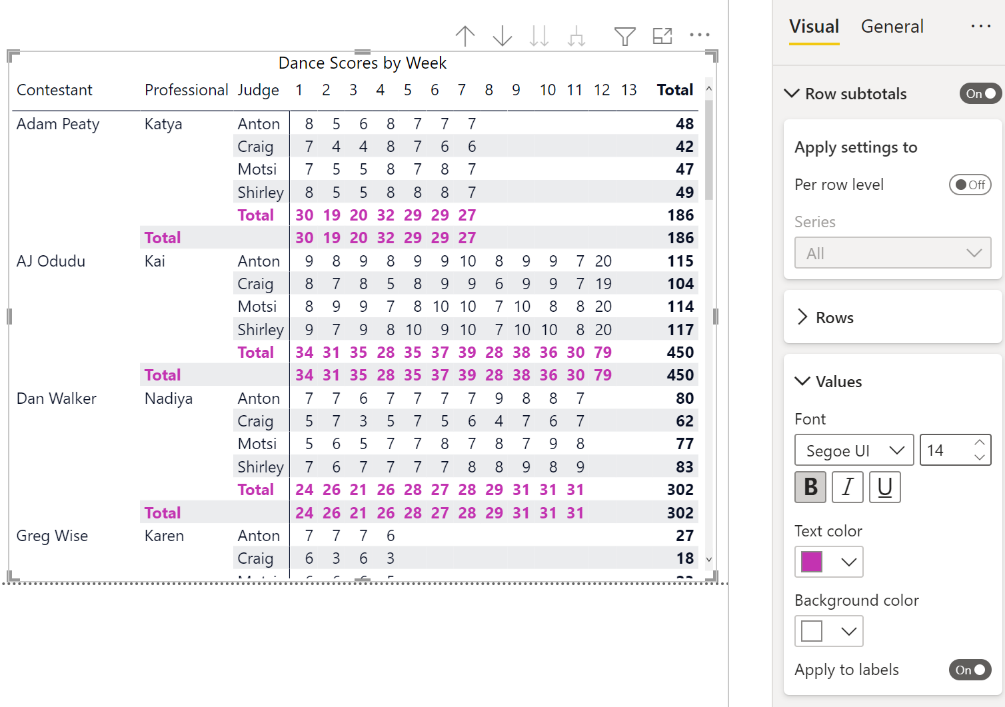 Visual General
Dance Scores by Week
Contestant Professional Judge 1 2 3 4 5 6 7 8 9 10 11 12 13 Total
Adam Peaty Katya Anton 8 5 6 8 7 7 7 48
Craig 7 4 4 8 7 6 6 42
Motsi 7 5 5 8 7 8 7 47
Shirley 8 5 5 8 8 8 7 49
Total 30 19 20 32 29 29 27 186
Total 30 19 20 32 29 29 27 186
AJ Odudu Kai Anton 9 8 9 8 9 9 10 8 9 9 7 20 115
Craig 8 7 8 5 8 9 9 6 9 9 7 19 104
Motsi 8 9 9 7 8 10 10 7 10 8 8 20 114
Shirley 9 7 9 8 10 9 10 7 10 10 8 20 117
Total 34 31 35 28 35 37 39 28 38 36 30 79 450
Total 34 31 35 28 35 37 39 28 38 36 30 79 450
Dan Walker Nadiya Anton 7 7 6 7 7 7 7 9 8 8 7 80
Craig 5 7 3 5 7 5 6 4 7 6 7 62
Motsi 5 6 5 7 7 8 7 8 7 9 8 77
Shirley 7 6 7 7 7 7 8 8 9 8 9 83
Total 24 26 21 26 28 27 28 29 31 31 31 302
Total 24 26 21 26 28 27 28 29 31 31 31 302
Greg Wise Karen Anton 7 7 7 6 27
Craig 6 3 6 3 18
Row subtotals On
Apply settings to
Per row level Off
Series
All
Rows
Values
Font
Segoe UI 14
B I U
Text color
Background color
Apply to labels On